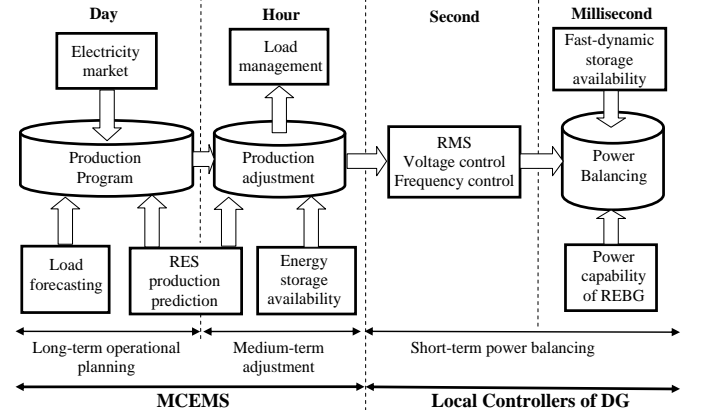 Day
Hour
Second
Millisecond
Electricity
market
Load
management
Fast-dynamic
storage
availability
Production
Program
Production
adjustment
RMS
Voltage control
Frequency control
Power
Balancing
Load
forecasting
RES
production
prediction
Energy
storage
availability
Power
capability
of REBG
Long-term operational
planning
Medium-term
adjustment
Short-term power balancing
MCEMS
Local Controllers of DG